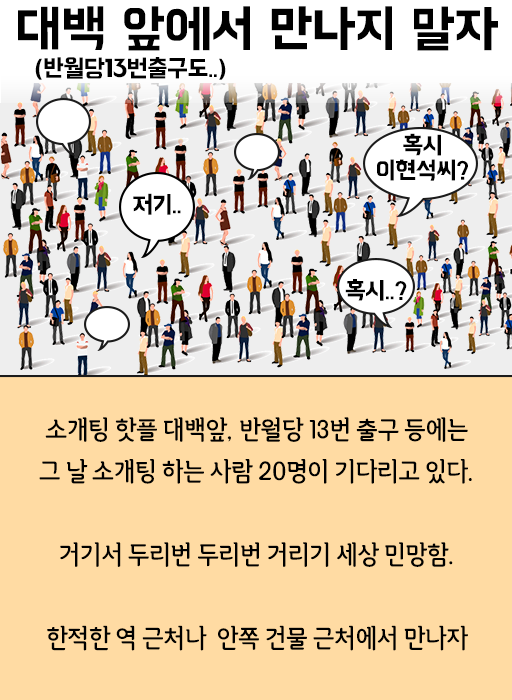 대백 앞에서 만나지 말자
(반월당13번출구도..)
혹시
이현석씨?
저기..
혹시..?
소개팅 핫플 대백앞, 반월당 13번 출구 등에는
그 날 소개팅 하는 사람 20명이 기다리고 있다.
거기서 두리번 두리번 거리기 세상 민망함.
한적한 역 근처나 안쪽 건물 근처에서 만나자